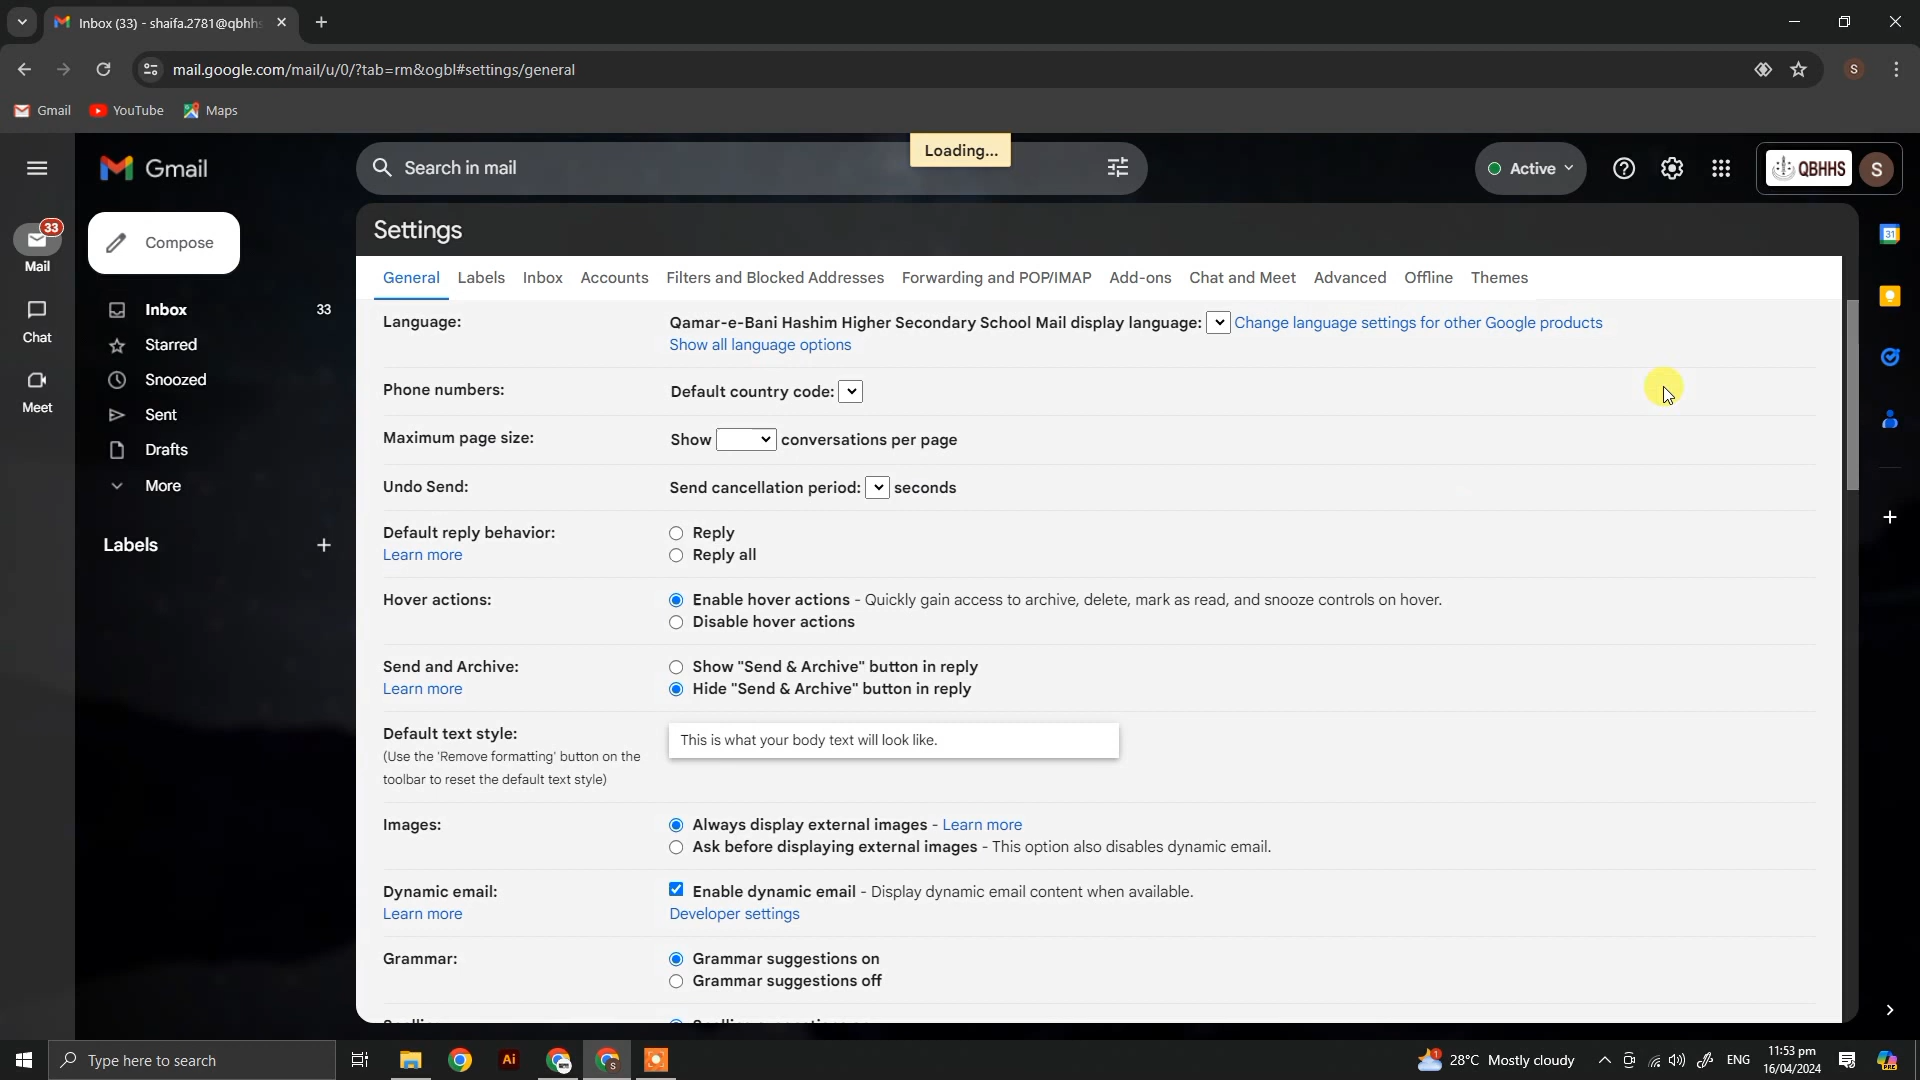 Inbox (33) - shaifa.2781@qbhhs
mail.google.com/mail/u/0/?tab=rm&ogbl#settings/general
S
Gmail
YouTube
Maps
Loading...
Gmail
Search in mail
Active
QBHHS
S
33
Mail
Chat
Meet
Compose
Inbox 33
Starred
Snoozed
Sent
Drafts
More
Labels
Settings
General Labels Inbox Accounts Filters and Blocked Addresses Forwarding and POP/IMAP Add-ons Chat and Meet Advanced Offline Themes
Language: Qamar-e-Bani Hashim Higher Secondary School Mail display language: Change language settings for other Google products
Show all language options
Phone numbers: Default country code:
Maximum page size: Show conversations per page
Undo Send: Send cancellation period: seconds
Default reply behavior: Reply
Learn more Reply all
Hover actions: Enable hover actions - Quickly gain access to archive, delete, mark as read, and snooze controls on hover.
Disable hover actions
Send and Archive: Show "Send & Archive" button in reply
Learn more Hide "Send & Archive" button in reply
Default text style: This is what your body text will look like.
(Use the 'Remove formatting' button on the
toolbar to reset the default text style)
Images: Always display external images - Learn more
Ask before displaying external images - This option also disables dynamic email.
Dynamic email: Enable dynamic email - Display dynamic email content when available.
Learn more Developer settings
Grammar: Grammar suggestions on
Grammar suggestions off
31
Type here to search
Ai
1
28°C Mostly cloudy
ENG
11:53 pm
16/04/2024
PRE